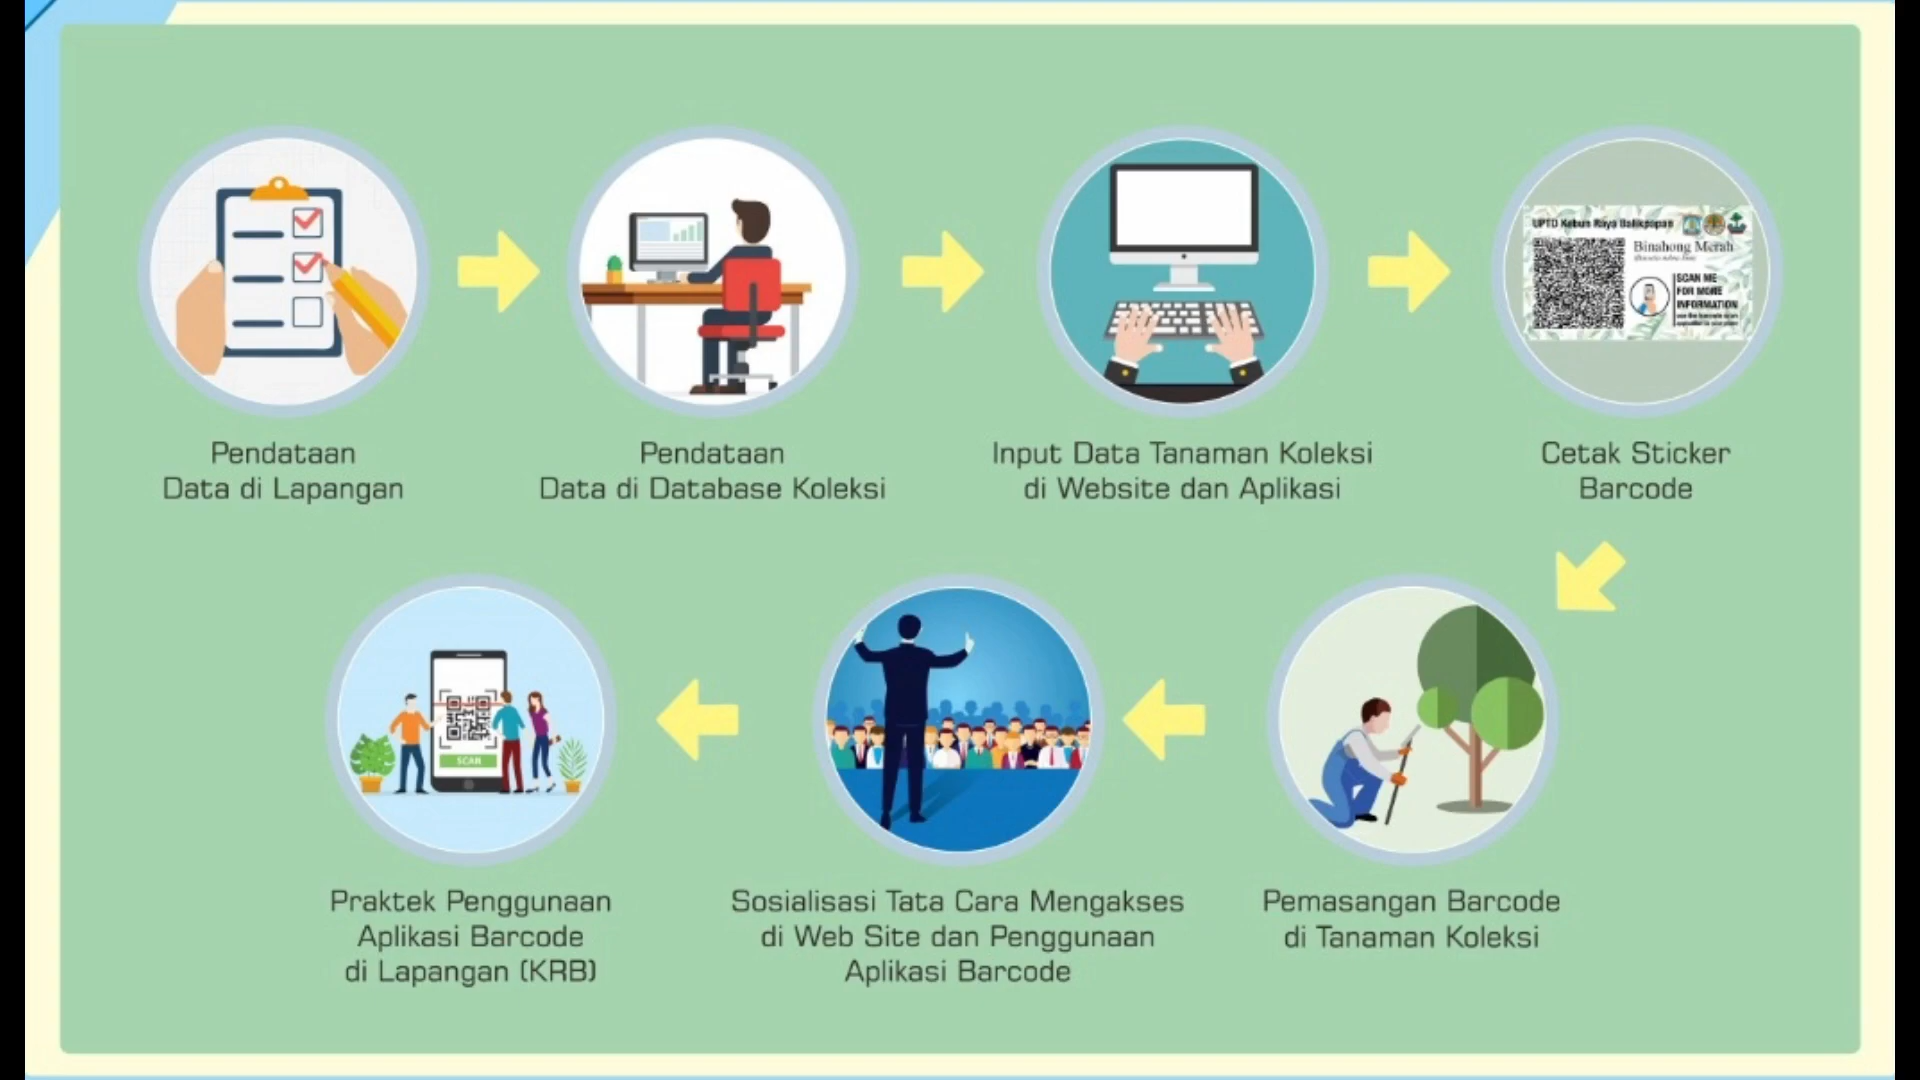 Pendataan
Data di Lapangan
Pendataan
Data di Database Koleksi
Input Data Tanaman Koleksi
di Website dan Aplikasi
UPTD Kebun Raya Balikpapan
Binahong Merah
SCAN ME
FOR MORE
INFORMATION
Cetak Sticker
Barcode
SCAN
Praktek Penggunaan
Aplikasi Barcode
di Lapangan (KRB)
Sosialisasi Tata Cara Mengakses
di Web Site dan Penggunaan
Aplikasi Barcode
Pemasangan Barcode
di Tanaman Koleksi